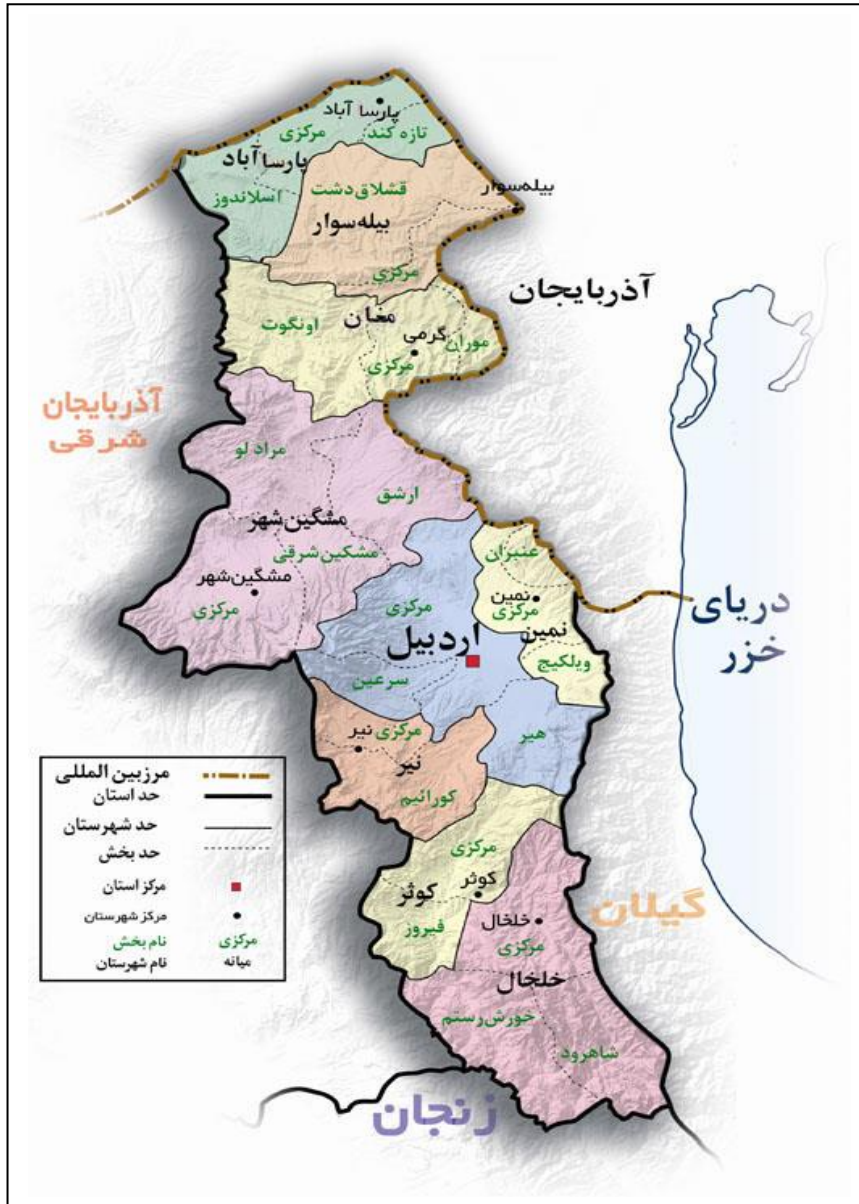 پارسا آباد
مرکزی
تازه کند
پارسا آباد
بیله سوار
اسلاندوز
قشلاق دشت
بیله سوار
مرکزی
آذربایجان
مغان
اونگوت
گرمی
موران
مرکزی
آذربایجان
شرقی
مراد لو
ارشق
مشگین شهر
مشکین شرقی
عنبران
مشگین شهر
مرکزی
مرکزی
نمین
مرکزی
نمین
دریای
خزر
اردبیل
ویلکیج
سرعین
هیر
نیر
مرکزی
نیر
کورائیم
مرزبین المللی
حد استان
حد شهرستان
حد بخش
مرکز استان
مرکز شهرستان
نام بخش
مرکزی
نام شهرستان
میانه
مرکزی
کوثر
کوثر
فیروز
گیلان
خلخال
مرکزی
خلخال
خورش رستم
شاهرود
زنجان